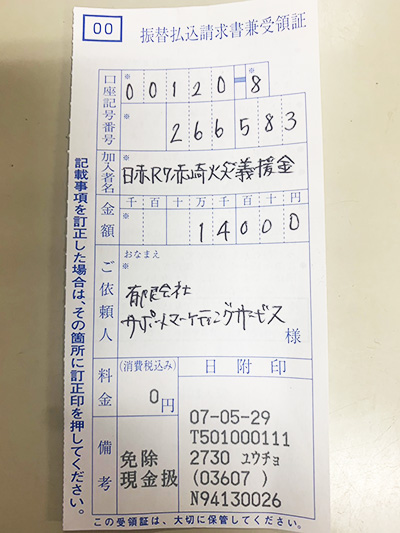 00
振替払込請求書兼受領証
口座記号番号
※
00120-8
※
※
266583
加入者名
※
日赤R7赤崎火災義援金
金額
千百十万千百十円
※
14000
ご依頼人
おなまえ
※
有限会社
サポートマーケティングサービス
様
料金
(消費税込み)
0円
日附印
備考
免除
現金扱
07-05-29
T501000111
2730 ユウチョ
(03607 )
N94130026
記載事項を訂正した場合は、その箇所に訂正印を押してください。
この受領証は、大切に保管してください。